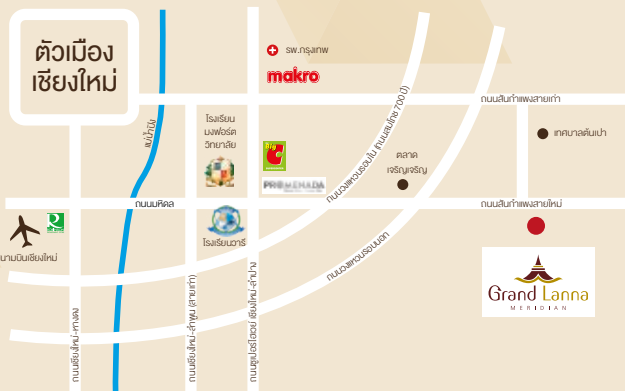 ตัวเมือง
เชียงใหม่
รพ.กรุงเทพ
makro
แม่น้ำปิง
โรงเรียน
มงฟอร์ต
วิทยาลัย
Big C
PROMENADA
ถนนวงแหวนรอบใน (ถนนสมโภช 700 ปี)
ถนนสันกำแพงสายเก่า
เทศบาลต้นเปา
ตลาด
เจริญเจริญ
ถนนมหิดล
ถนนสันกำแพงสายใหม่
โรงเรียนวารี
นามบินเชียงใหม่
ถนนวงแหวนรอบนอก
ถนนเชียงใหม่-หางดง
ถนนเชียงใหม่-ลำพูน (สายเก่า)
ถนนซุปเปอร์ไฮเวย์ เชียงใหม่-ลำปาง
Grand Lanna
MERIDIAN